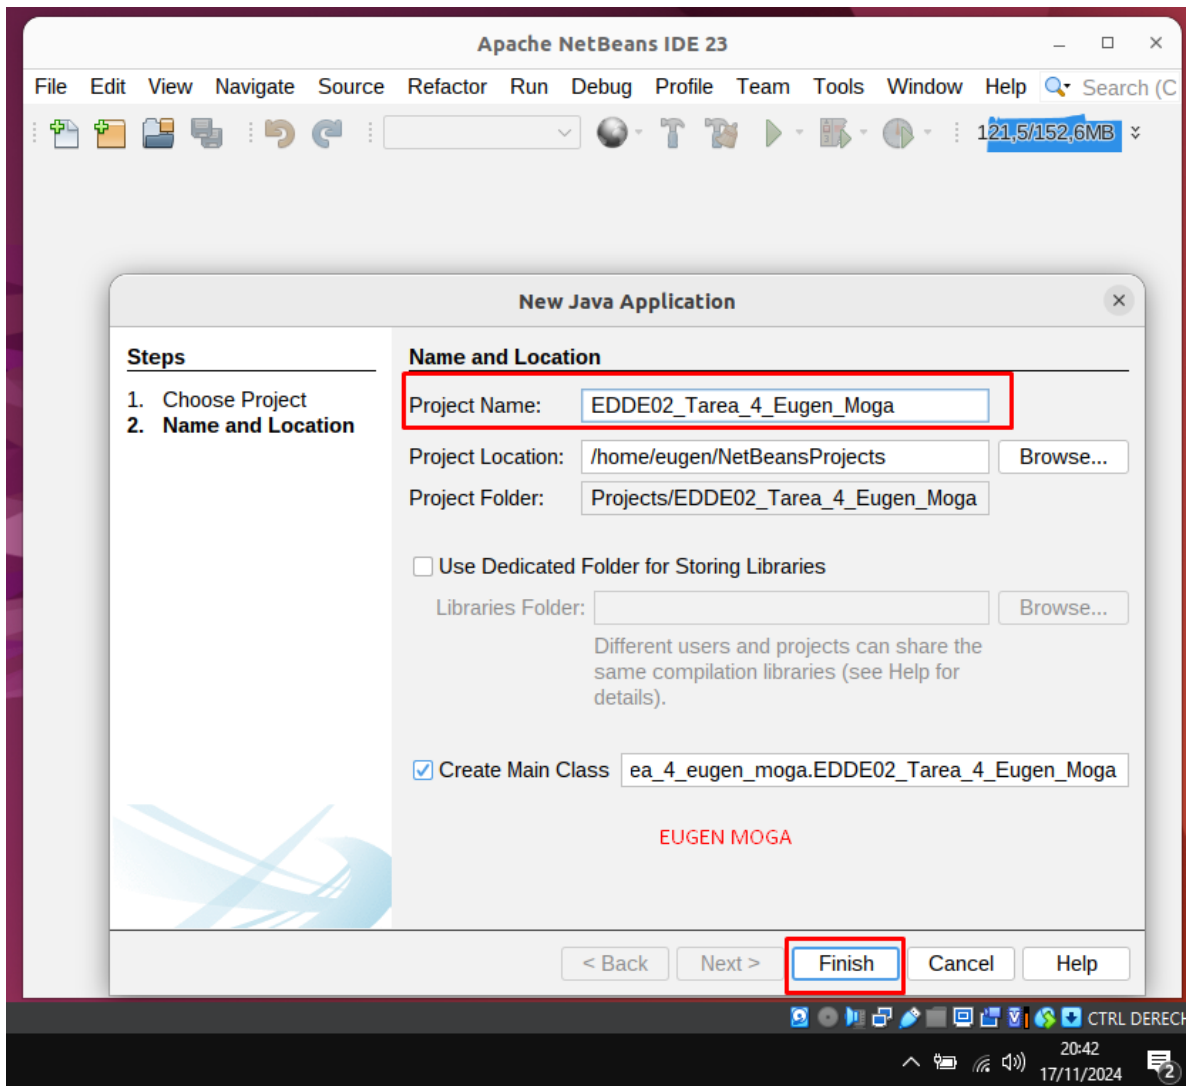 Apache NetBeans IDE 23
File Edit View Navigate Source Refactor Run Debug Profile Team Tools Window Help Search (C
121,5/152,6MB
New Java Application
Steps
1. Choose Project
2. Name and Location
Name and Location
Project Name: EDDE02_Tarea_4_Eugen_Moga
Project Location: /home/eugen/NetBeansProjects Browse...
Project Folder: Projects/EDDE02_Tarea_4_Eugen_Moga
Use Dedicated Folder for Storing Libraries
Libraries Folder: Browse...
Different users and projects can share the
same compilation libraries (see Help for
details).
Create Main Class ea_4_eugen_moga.EDDE02_Tarea_4_Eugen_Moga
EUGEN MOGA
< Back Next > Finish Cancel Help
CTRL DERECH
20:42
17/11/2024
2